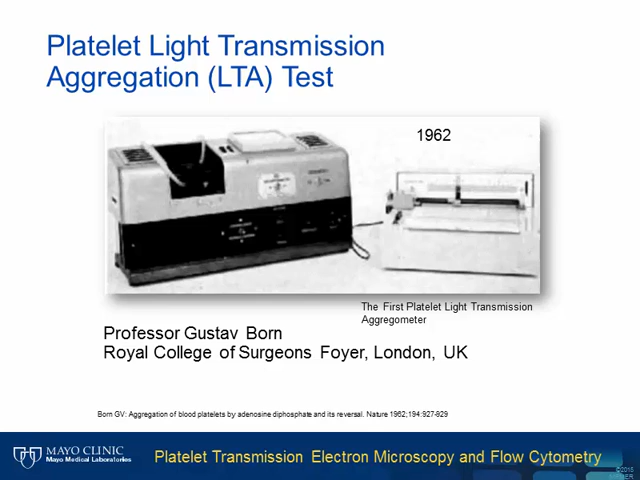 Platelet Light Transmission
Aggregation (LTA) Test
1962
The First Platelet Light Transmission
Aggregometer
Professor Gustav Born
Royal College of Surgeons Foyer, London, UK
Born GV: Aggregation of blood platelets by adenosine diphosphate and its reversal. Nature 1962;194:927-929
MAYO CLINIC
Mayo Medical Laboratories
Platelet Transmission Electron Microscopy and Flow Cytometry